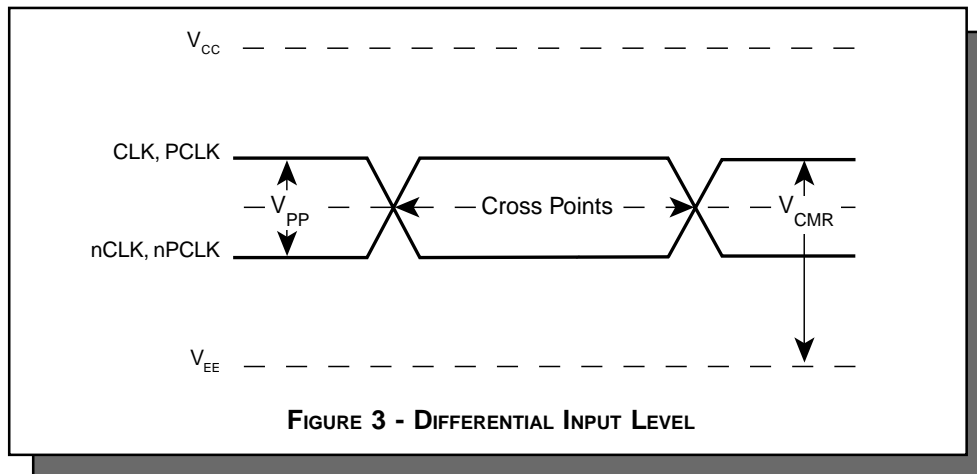 VCC
CLK, PCLK
VPP
Cross Points
VCMR
nCLK, nPCLK
VEE
FIGURE 3 - DIFFERENTIAL INPUT LEVEL